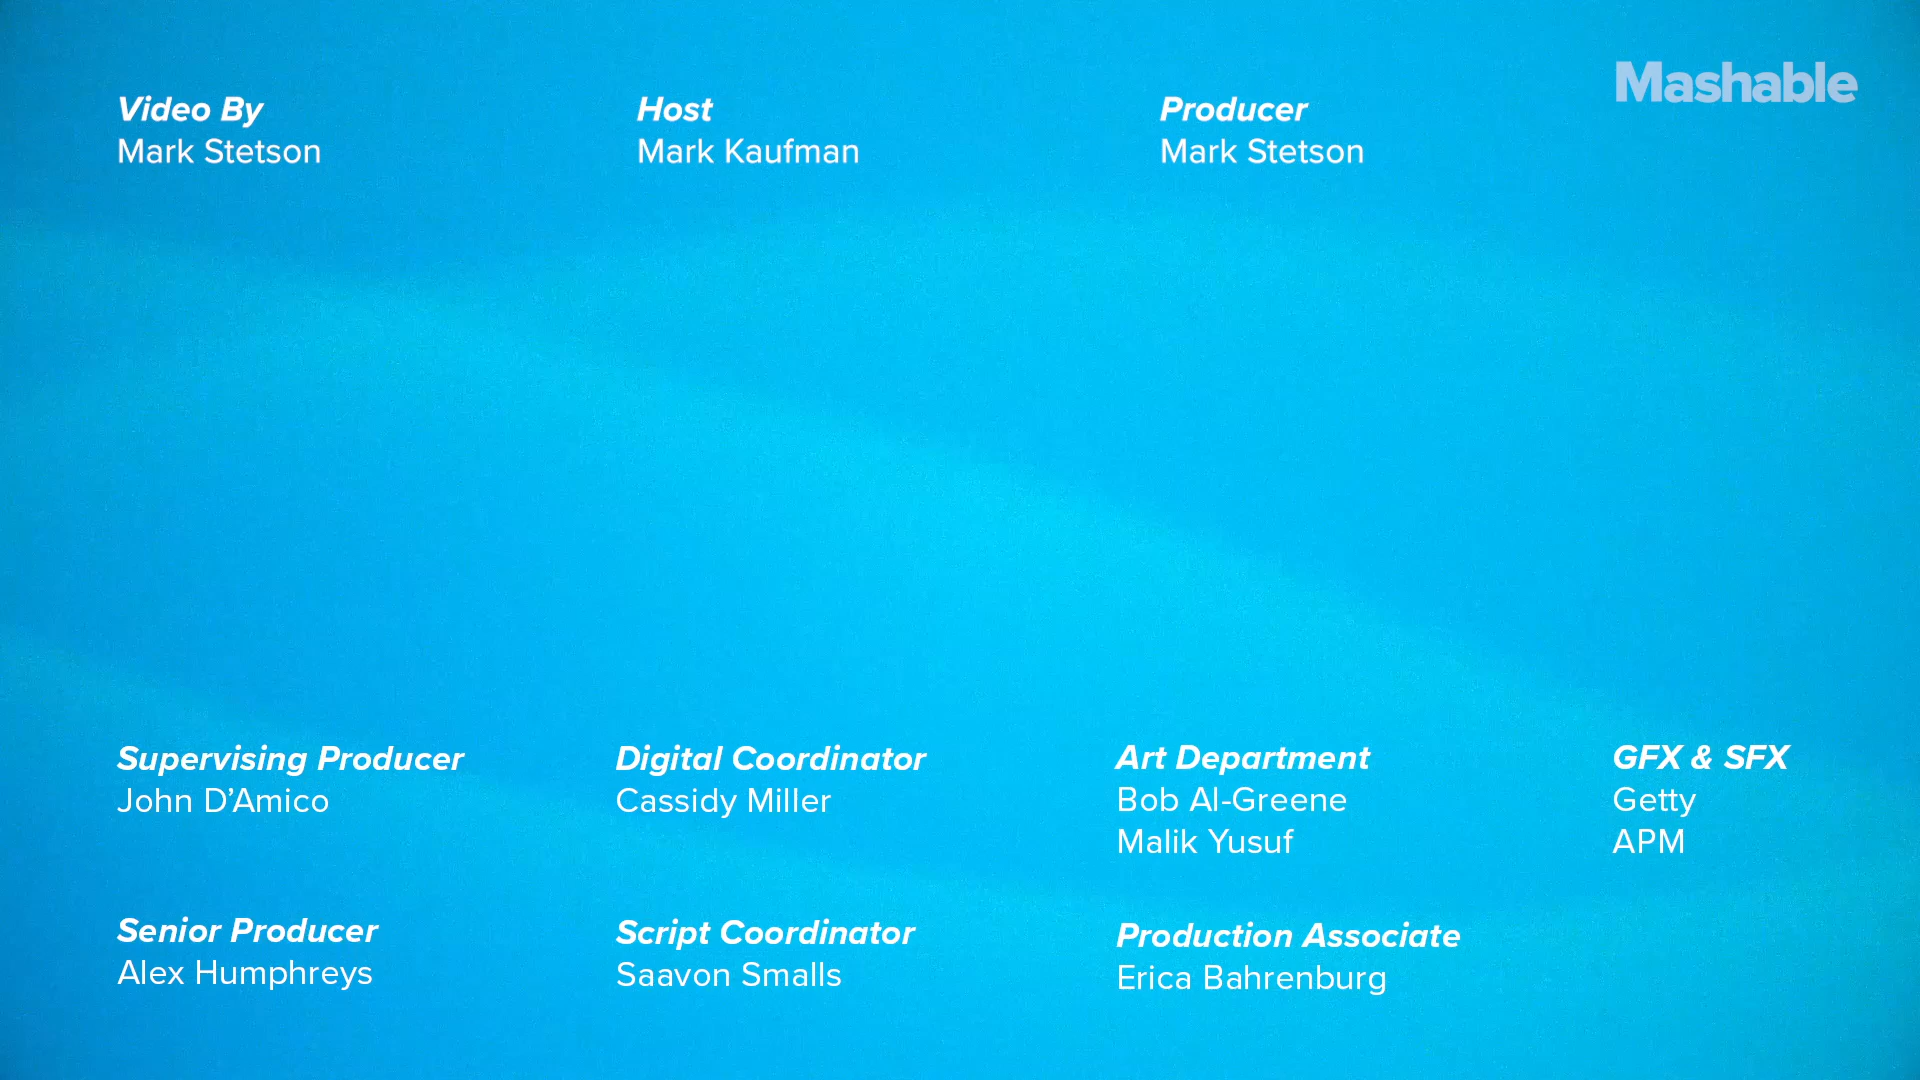 Mashable
Video By
Mark Stetson
Host
Mark Kaufman
Producer
Mark Stetson
Supervising Producer
John D’Amico
Digital Coordinator
Cassidy Miller
Art Department
Bob Al-Greene
Malik Yusuf
GFX & SFX
Getty
APM
Senior Producer
Alex Humphreys
Script Coordinator
Saavon Smalls
Production Associate
Erica Bahrenburg